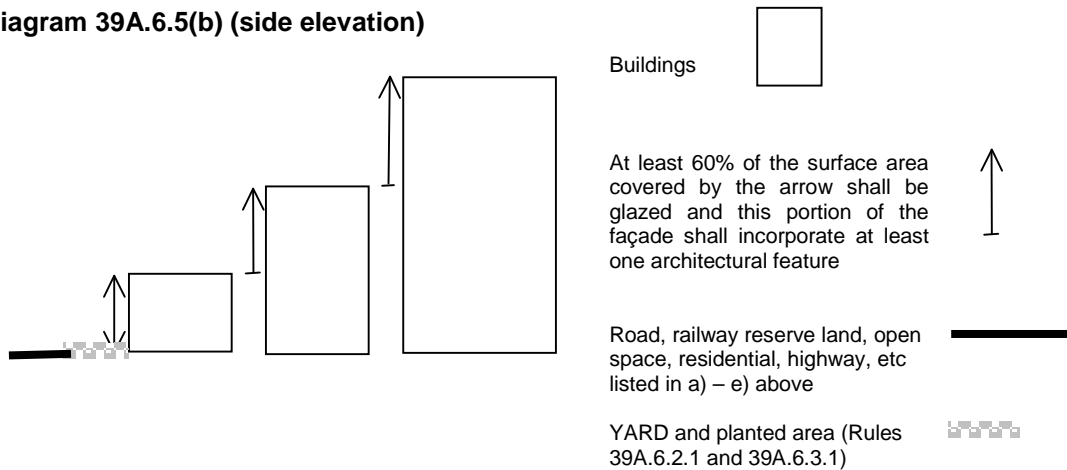 iagram 39A.6.5(b) (side elevation)
Buildings
At least 60% of the surface area
covered by the arrow shall be
glazed and this portion of the
façade shall incorporate at least
one architectural feature
Road, railway reserve land, open
space, residential, highway, etc
listed in a) – e) above
YARD and planted area (Rules
39A.6.2.1 and 39A.6.3.1)